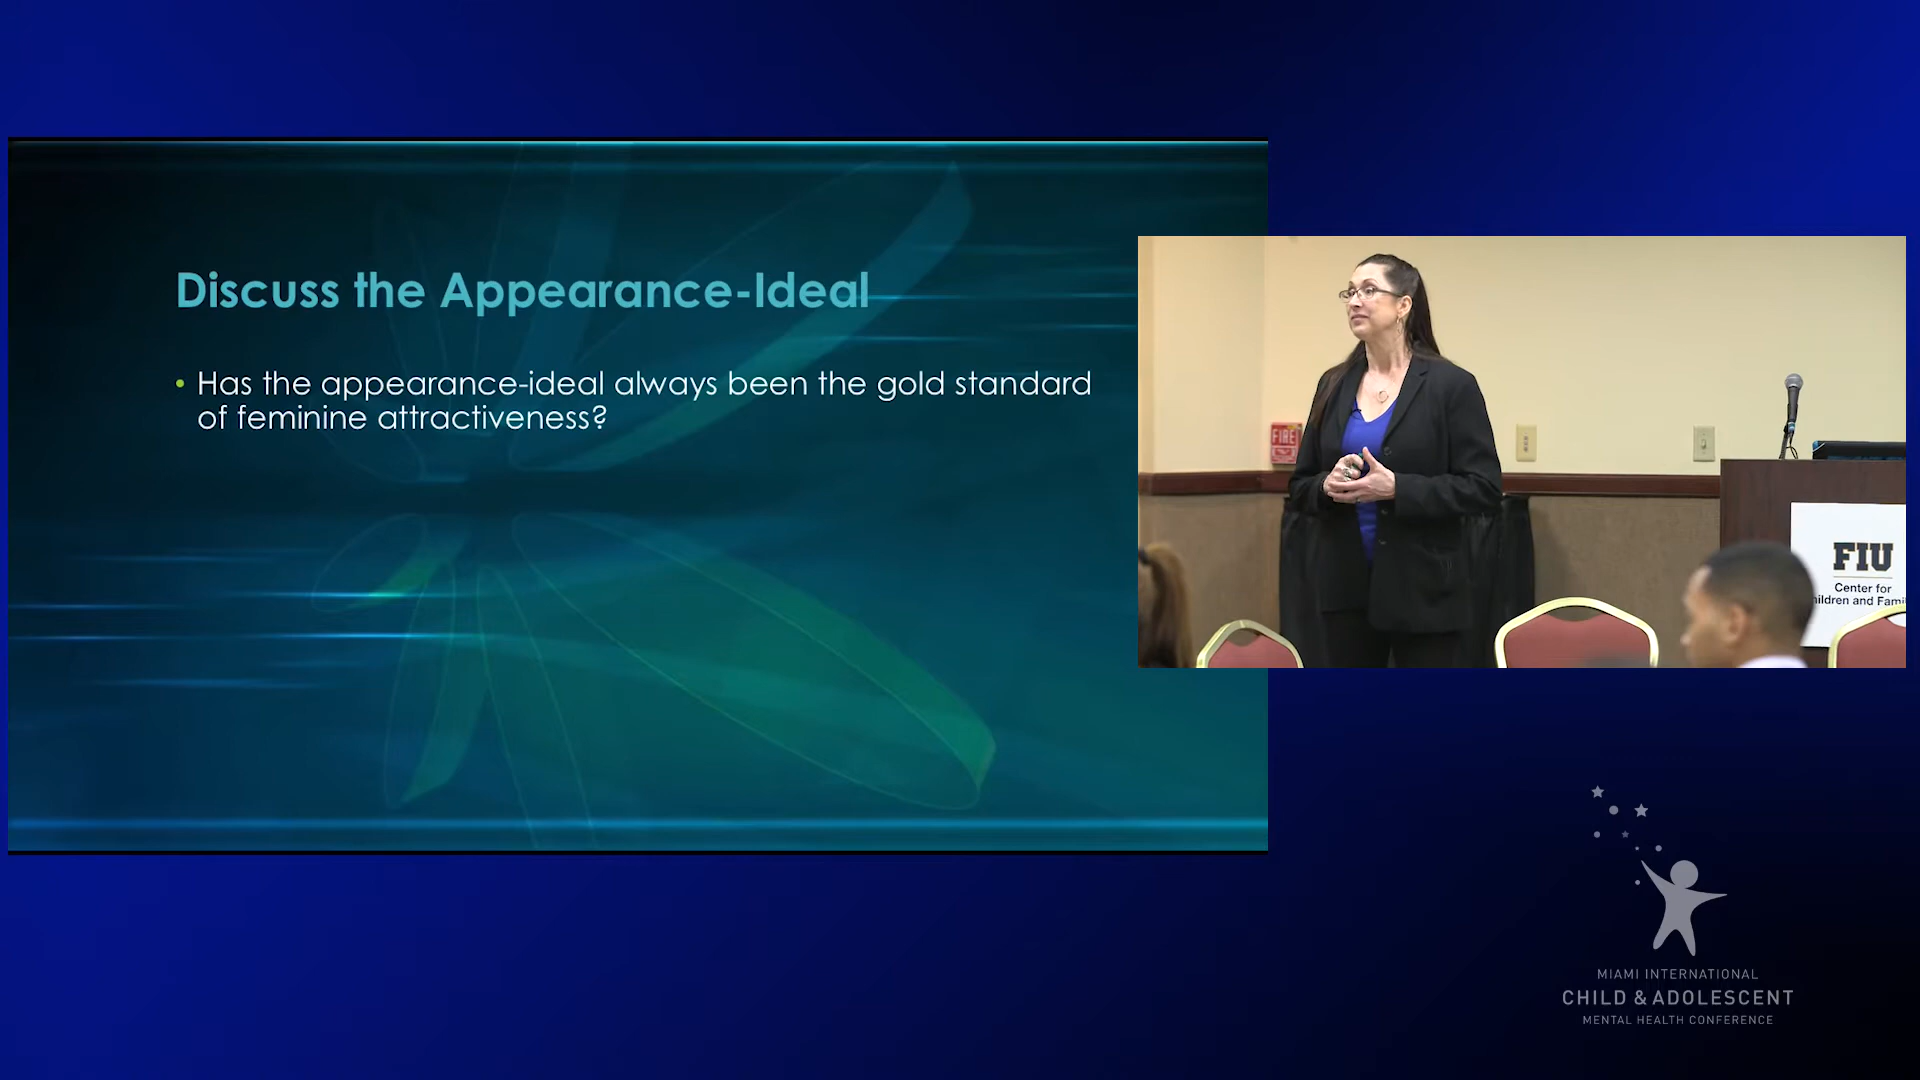 Discuss the Appearance-Ideal
• Has the appearance-ideal always been the gold standard
of feminine attractiveness?
FIRE
FIU
Center for
ildren and Fami
MIAMI INTERNATIONAL
CHILD & ADOLESCENT
MENTAL HEALTH CONFERENCE